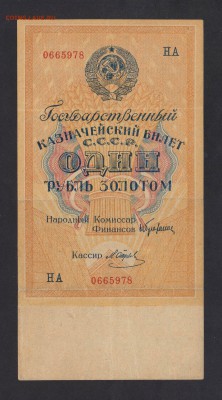 0665978 НА
Государственный
КАЗНАЧЕЙСКИЙ БИЛЕТ
С.С.С.Р.
ОДИН
РУБЛЬ ЗОЛОТОМ
Народный Комиссар
Финансов
Кассир
НА 0665978